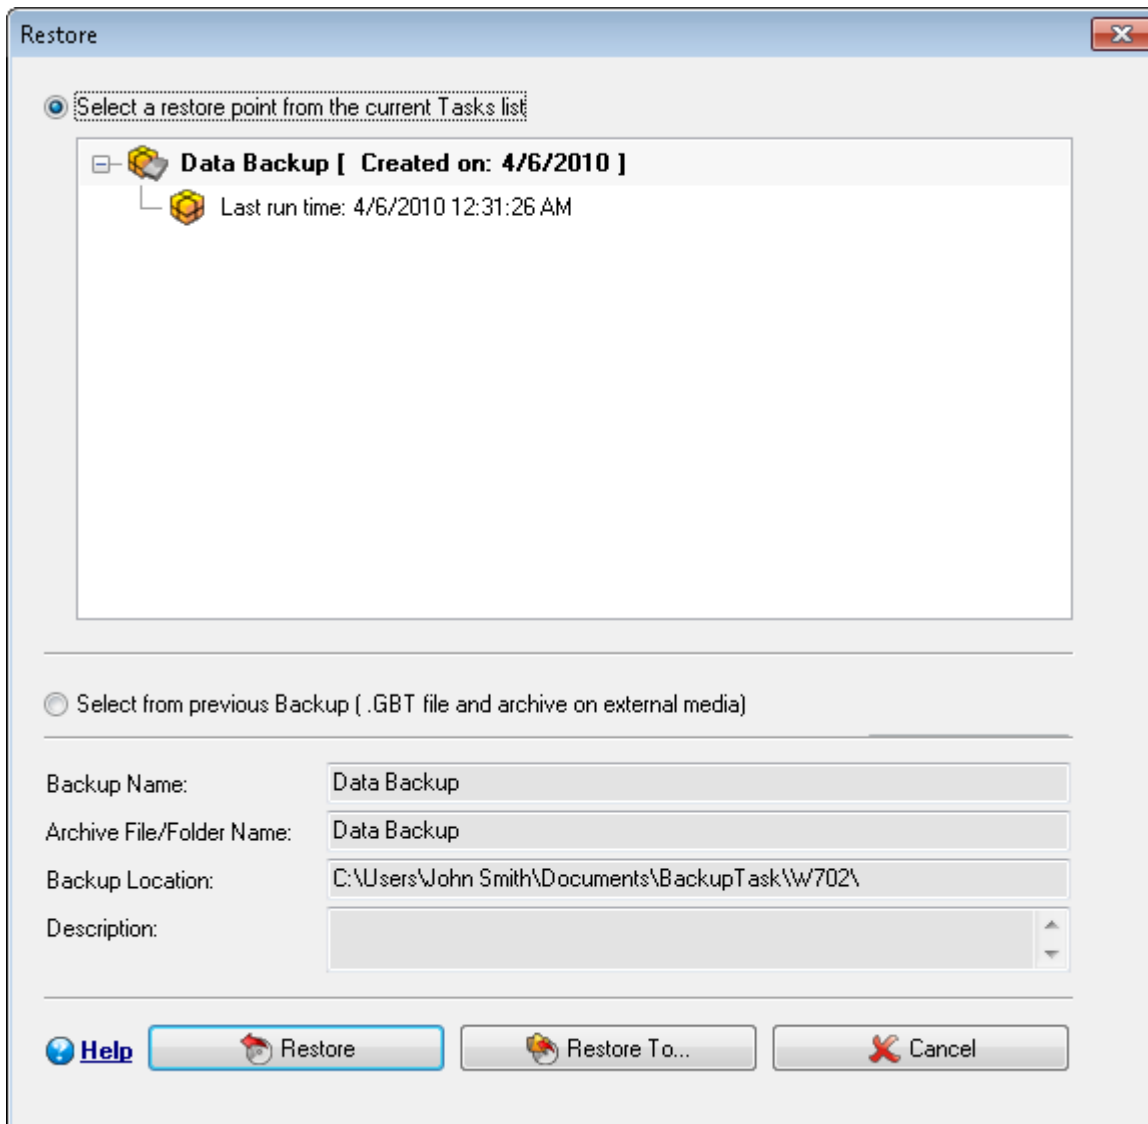 Restore
Select a restore point from the current Tasks list
Data Backup [ Created on: 4/6/2010 ]
Last run time: 4/6/2010 12:31:26 AM
Select from previous Backup ( .GBT file and archive on external media)
Backup Name: Data Backup
Archive File/Folder Name: Data Backup
Backup Location: C:\Users\John Smith\Documents\BackupTask\W702\
Description:
Help Restore Restore To... Cancel